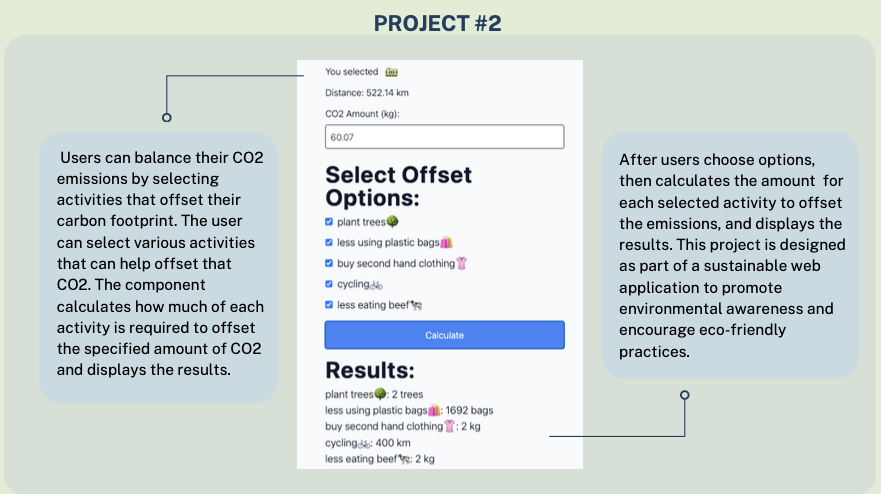 PROJECT #2
Users can balance their CO2
emissions by selecting
activities that offset their
carbon footprint. The user
can select various activities
that can help offset that
CO2. The component
calculates how much of each
activity is required to offset
the specified amount of CO2
and displays the results.
You selected 🚃
Distance: 522.14 km
CO2 Amount (kg):
60.07
Select Offset
Options:
plant trees🌳
less using plastic bags🛍️
buy second hand clothing👚
cycling🚲
less eating beef🐄
Calculate
Results:
plant trees🌳: 2 trees
less using plastic bags🛍️: 1692 bags
buy second hand clothing👚: 2 kg
cycling🚲: 400 km
less eating beef🐄: 2 kg
After users choose options,
then calculates the amount for
each selected activity to offset
the emissions, and displays the
results. This project is designed
as part of a sustainable web
application to promote
environmental awareness and
encourage eco-friendly
practices.